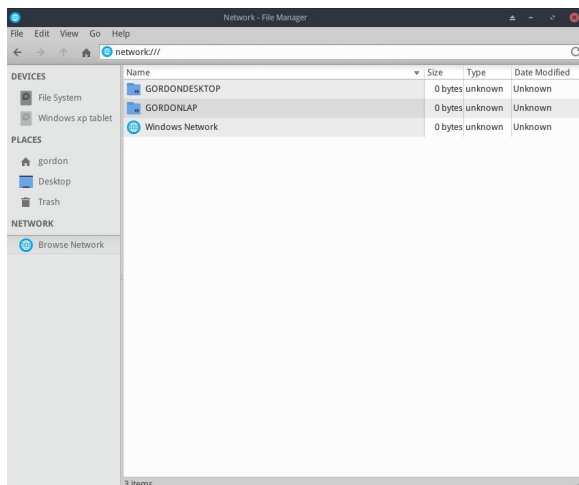 Network - File Manager
File Edit View Go Help
network:///
DEVICES
File System
Windows xp tablet
PLACES
gordon
Desktop
Trash
NETWORK
Browse Network
Name Size Type Date Modified
GORDONDESKTOP 0 bytes unknown Unknown
GORDONLAP 0 bytes unknown Unknown
Windows Network 0 bytes unknown Unknown
3 items